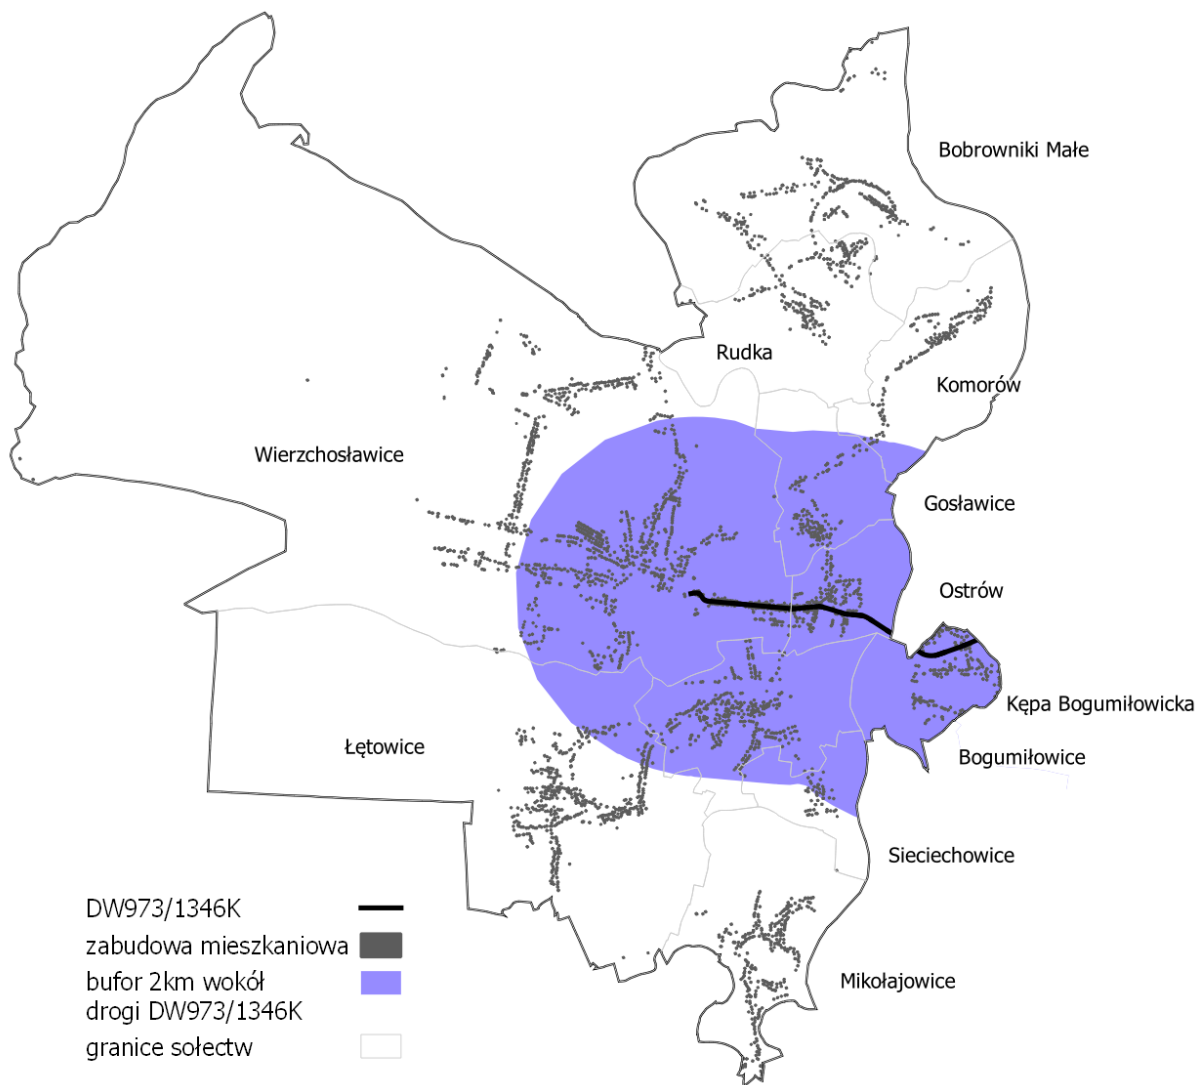 Bobrowniki Małe
Rudka
Komorów
Wierzchosławice
Gosławice
Ostrów
Kępa Bogumiłowicka
Łętowice
Bogumiłowice
Sieciechowice
Mikołajowice
DW973/1346K
zabudowa mieszkaniowa
bufor 2km wokół
drogi DW973/1346K
granice sołectw